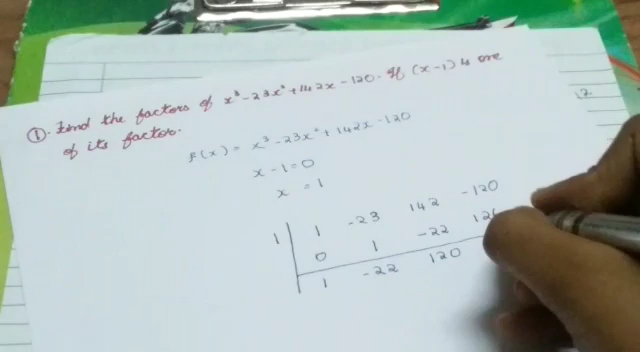 ①. Find the factors of x³-23x²+142x-120. If (x-1) is one
of its factor.
f(x) = x³-23x²+142x-120
x-1=0
x =1
1 | 1 -23 142 -120
0 1 -22 12
1 -22 120
12